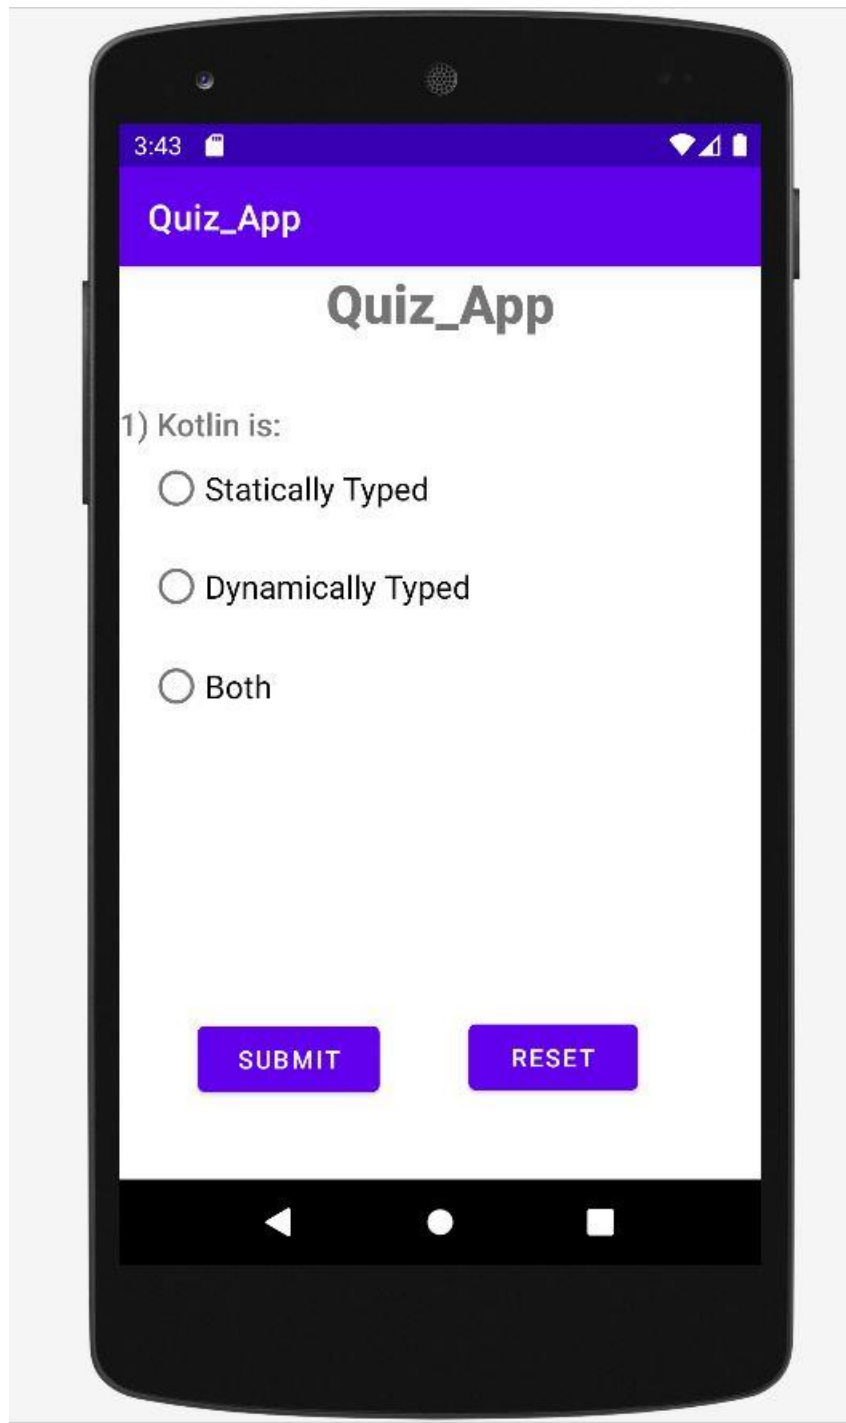 3:43
Quiz_App
Quiz_App
1) Kotlin is:
Statically Typed
Dynamically Typed
Both
SUBMIT
RESET